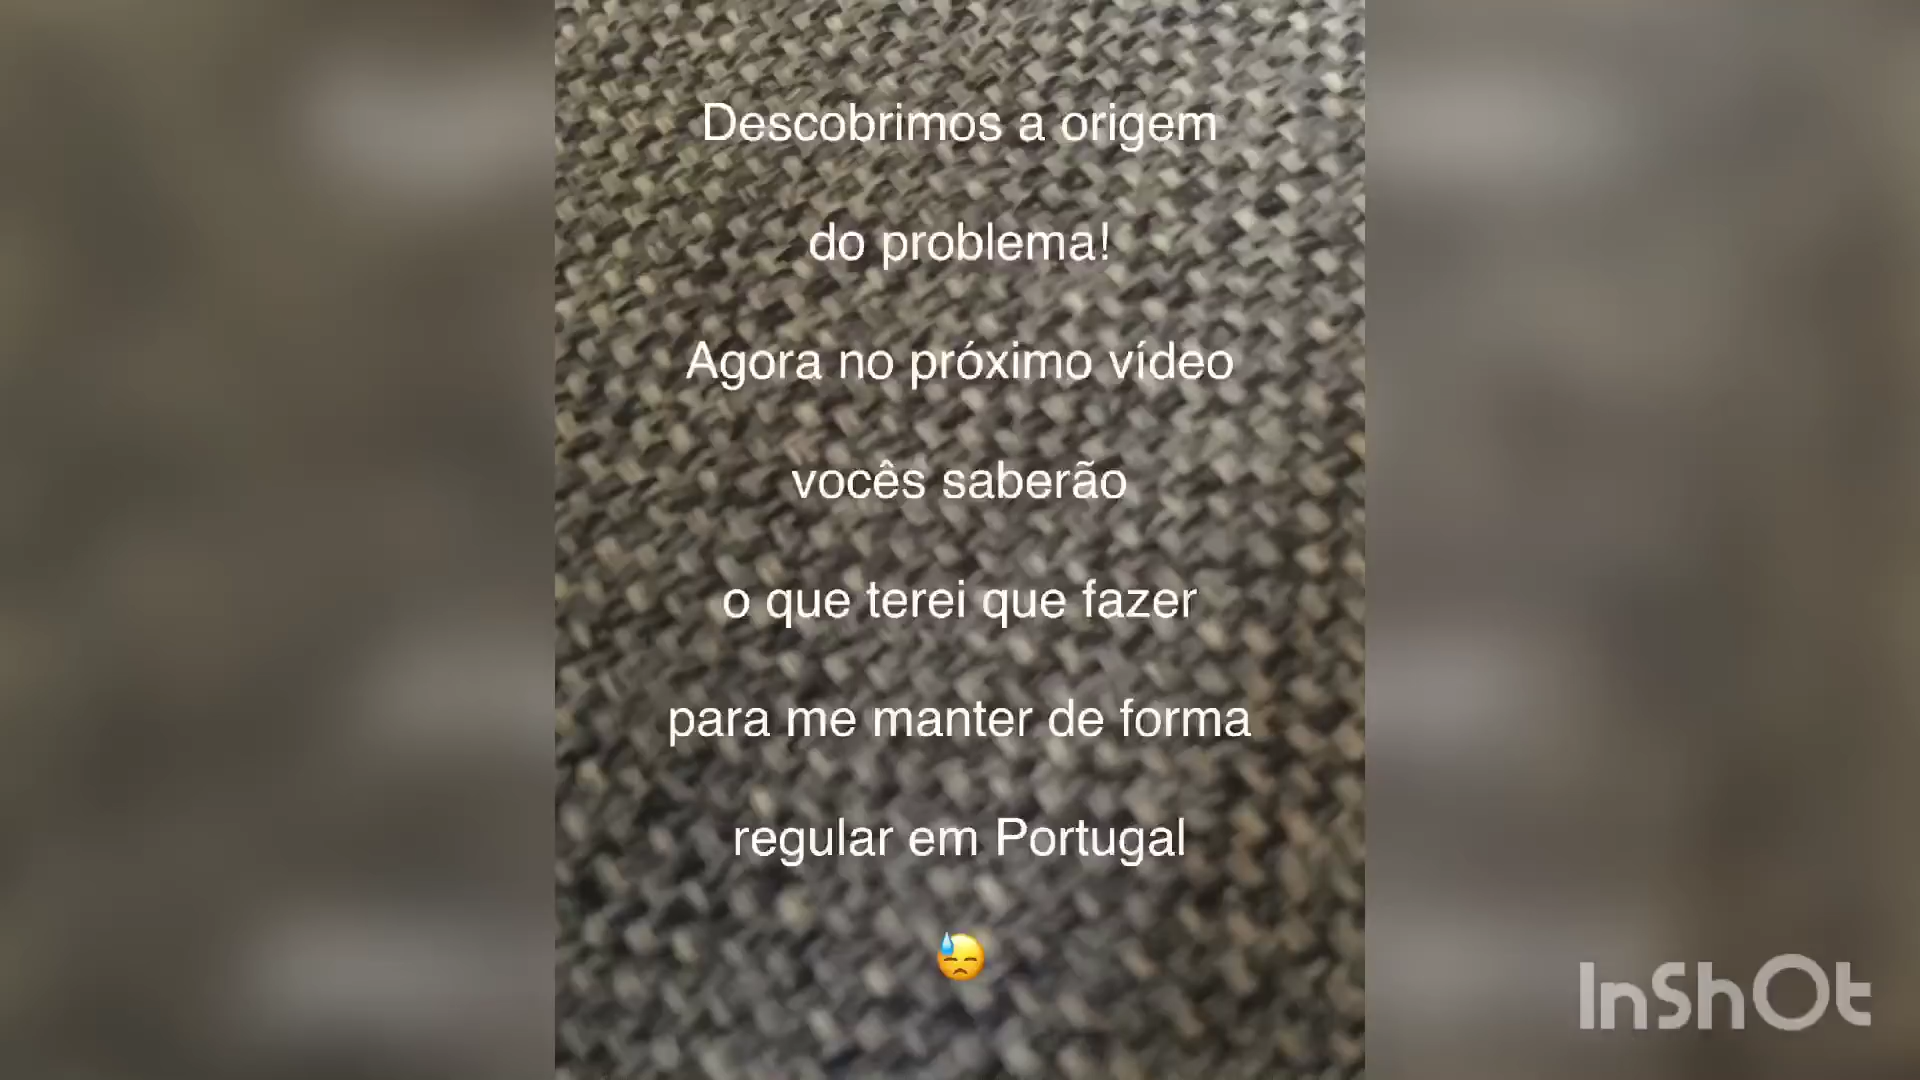 Descobrimos a origem
do problema!
Agora no próximo vídeo
vocês saberão
o que terei que fazer
para me manter de forma
regular em Portugal
😓
InShOt